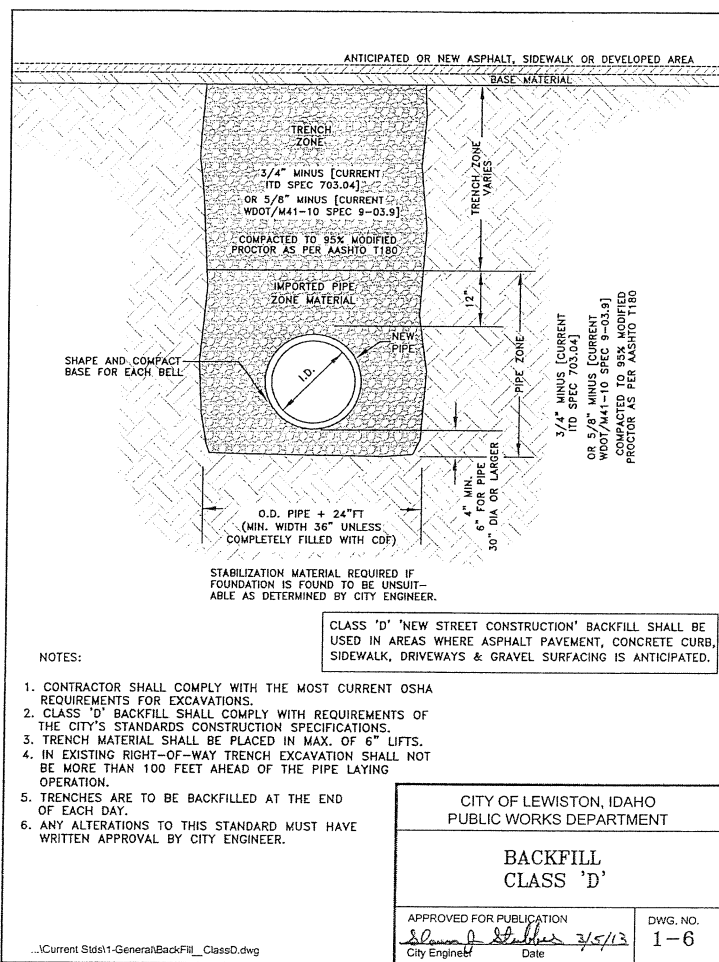 ANTICIPATED OR NEW ASPHALT, SIDEWALK OR DEVELOPED AREA
BASE MATERIAL
TRENCH
ZONE
3/4" MINUS [CURRENT
ITD SPEC 703.04]
OR 5/8" MINUS [CURRENT
WDOT/M41-10 SPEC 9-03.9]
COMPACTED TO 95% MODIFIED
PROCTOR AS PER AASHTO T180
TRENCH ZONE
VARIES
IMPORTED PIPE
ZONE MATERIAL
12"
NEW
PIPE
SHAPE AND COMPACT
BASE FOR EACH BELL
I.D.
PIPE ZONE
3/4" MINUS [CURRENT
ITD SPEC 703.04]
OR 5/8" MINUS [CURRENT
WDOT/M41-10 SPEC 9-03.9]
COMPACTED TO 95% MODIFIED
PROCTOR AS PER AASHTO T180
4" MIN.
6" FOR PIPE
30" DIA OR LARGER
O.D. PIPE + 24"FT
(MIN. WIDTH 36" UNLESS
COMPLETELY FILLED WITH CDF)
STABILIZATION MATERIAL REQUIRED IF
FOUNDATION IS FOUND TO BE UNSUIT-
ABLE AS DETERMINED BY CITY ENGINEER.
CLASS 'D' 'NEW STREET CONSTRUCTION' BACKFILL SHALL BE
USED IN AREAS WHERE ASPHALT PAVEMENT, CONCRETE CURB,
SIDEWALK, DRIVEWAYS & GRAVEL SURFACING IS ANTICIPATED.
NOTES:
1. CONTRACTOR SHALL COMPLY WITH THE MOST CURRENT OSHA
REQUIREMENTS FOR EXCAVATIONS.
2. CLASS 'D' BACKFILL SHALL COMPLY WITH REQUIREMENTS OF
THE CITY'S STANDARDS CONSTRUCTION SPECIFICATIONS.
3. TRENCH MATERIAL SHALL BE PLACED IN MAX. OF 6" LIFTS.
4. IN EXISTING RIGHT-OF-WAY TRENCH EXCAVATION SHALL NOT
BE MORE THAN 100 FEET AHEAD OF THE PIPE LAYING
OPERATION.
5. TRENCHES ARE TO BE BACKFILLED AT THE END
OF EACH DAY.
6. ANY ALTERATIONS TO THIS STANDARD MUST HAVE
WRITTEN APPROVAL BY CITY ENGINEER.
CITY OF LEWISTON, IDAHO
PUBLIC WORKS DEPARTMENT
BACKFILL
CLASS 'D'
APPROVED FOR PUBLICATION
3/5/13
City Engineer Date
DWG. NO.
1-6
...\Current Stds\1-General\BackFill_ClassD.dwg